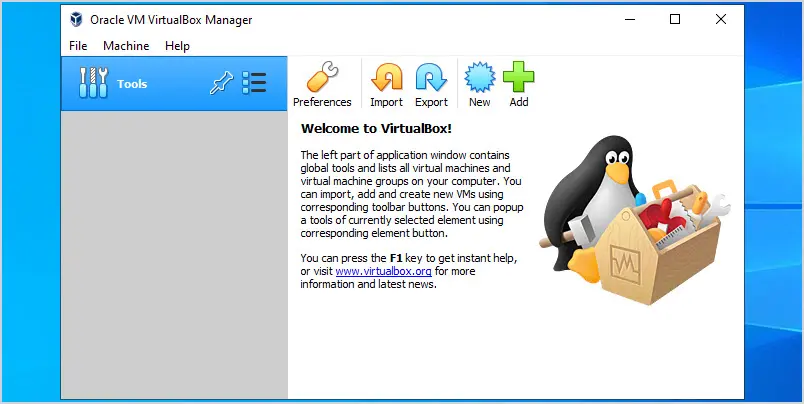 Oracle VM VirtualBox Manager
File Machine Help
Tools
Preferences Import Export New Add
Welcome to VirtualBox!
The left part of application window contains
global tools and lists all virtual machines and
virtual machine groups on your computer. You
can import, add and create new VMs using
corresponding toolbar buttons. You can popup
a tools of currently selected element using
corresponding element button.
You can press the F1 key to get instant help,
or visit www.virtualbox.org for more
information and latest news.